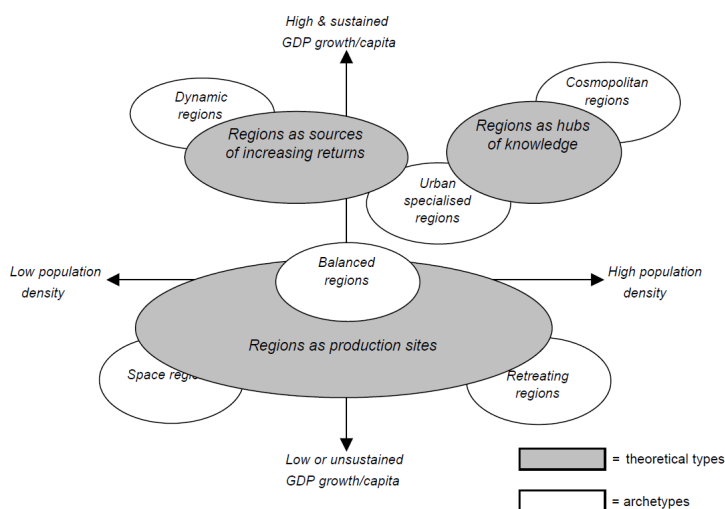 High & sustained
GDP growth/capita
Dynamic
regions
Cosmopolitan
regions
Regions as sources
of increasing returns
Regions as hubs
of knowledge
Urban
specialised
regions
Low population
density
Balanced
regions
High population
density
Regions as production sites
Space regio
Retreating
regions
Low or unsustained
GDP growth/capita
= theoretical types
= archetypes